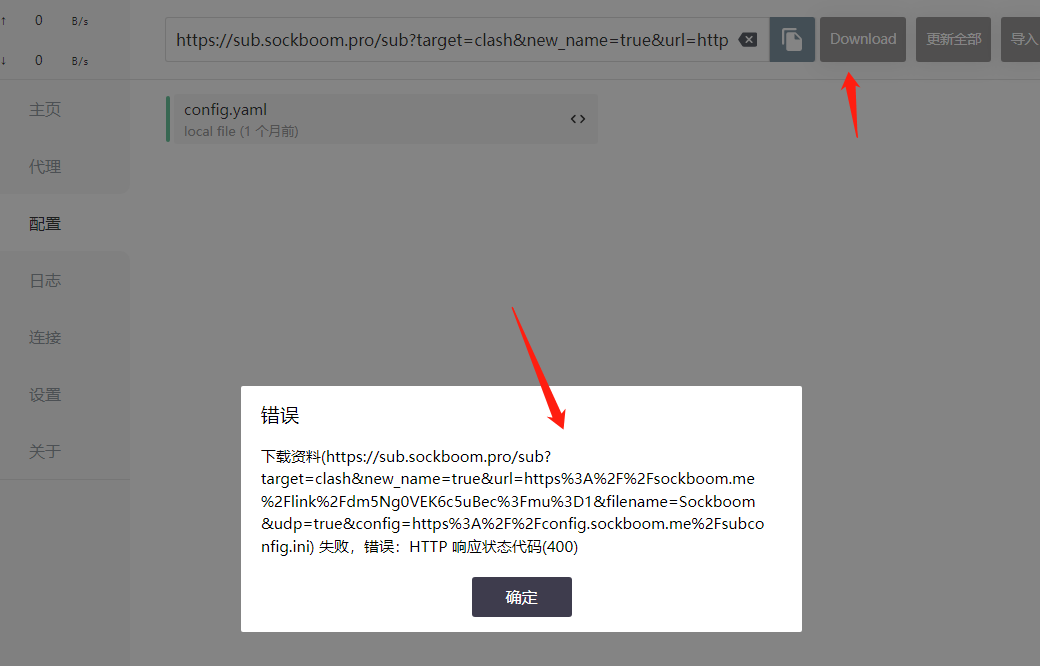 ↑ 0 B/s
↓ 0 B/s
https://sub.sockboom.pro/sub?target=clash&new_name=true&url=http
Download
更新全部
导入
主页
代理
配置
日志
连接
设置
关于
config.yaml
local file (1 个月前)
<>
错误
下载资料(https://sub.sockboom.pro/sub?
target=clash&new_name=true&url=https%3A%2F%2Fsockboom.me
%2Flink%2Fdm5Ng0VEK6c5uBec%3Fmu%3D1&filename=Sockboom
&udp=true&config=https%3A%2F%2Fconfig.sockboom.me%2Fsubco
nfig.ini) 失败，错误：HTTP 响应状态代码(400)
确定